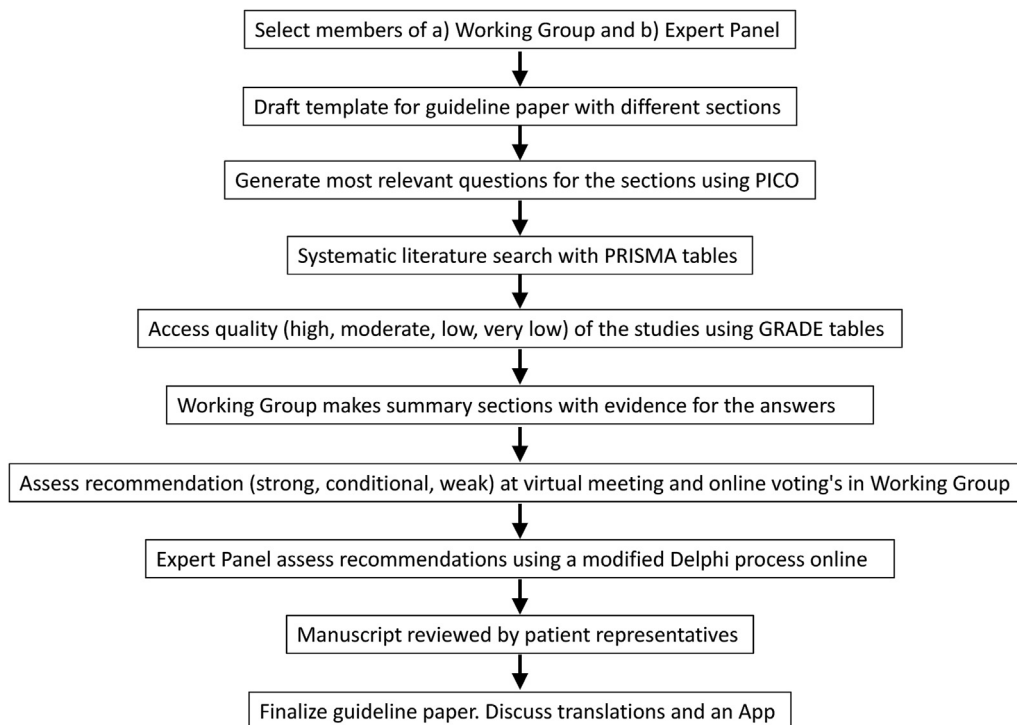 Select members of a) Working Group and b) Expert Panel
Draft template for guideline paper with different sections
Generate most relevant questions for the sections using PICO
Systematic literature search with PRISMA tables
Access quality (high, moderate, low, very low) of the studies using GRADE tables
Working Group makes summary sections with evidence for the answers
Assess recommendation (strong, conditional, weak) at virtual meeting and online voting's in Working Group
Expert Panel assess recommendations using a modified Delphi process online
Manuscript reviewed by patient representatives
Finalize guideline paper. Discuss translations and an App